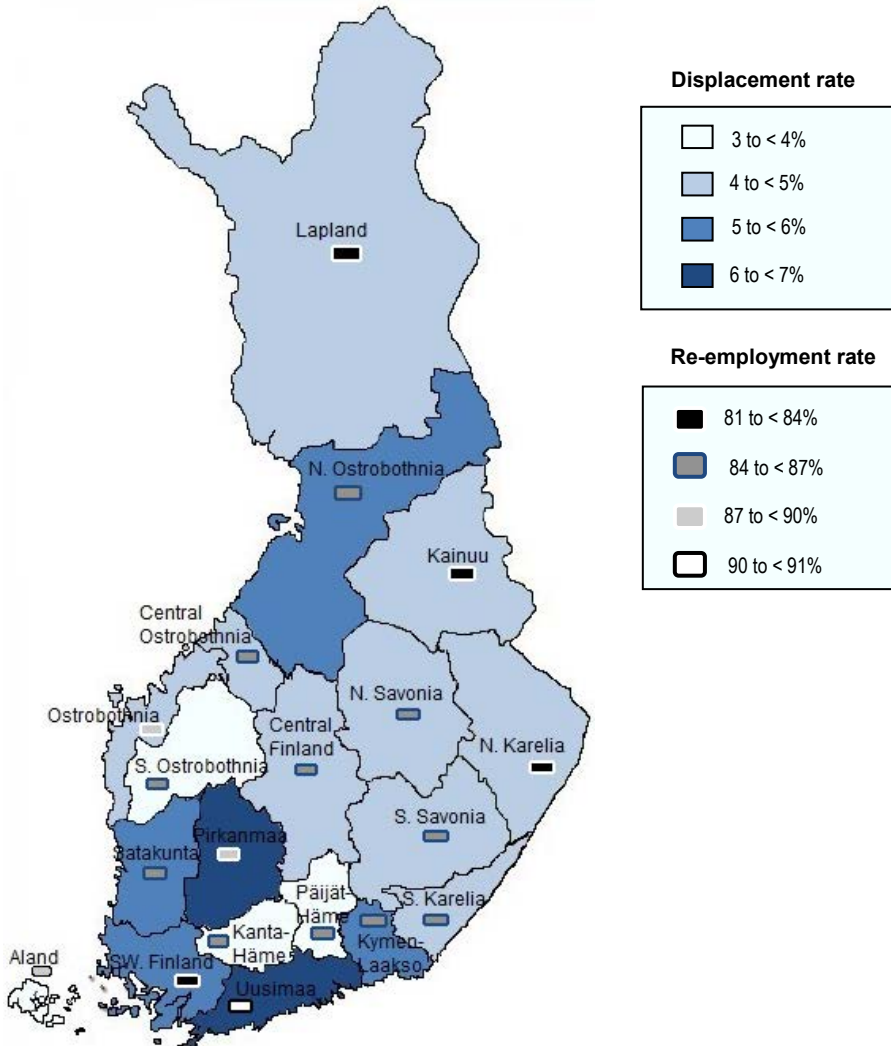 Displacement rate
3 to < 4%
4 to < 5%
5 to < 6%
6 to < 7%
Re-employment rate
81 to < 84%
84 to < 87%
87 to < 90%
90 to < 91%
Lapland
N. Ostrobothnia
Kainuu
Central
Ostrobothnia
N. Savonia
Ostrobothnia
Central
Finland
N. Karelia
S. Ostrobothnia
S. Savonia
Pirkanmaa
Satakunta
Päijät-
Häme
S. Karelia
Kanta-
Häme
Kymen-
Laakso
Aland
SW. Finland
Uusimaa